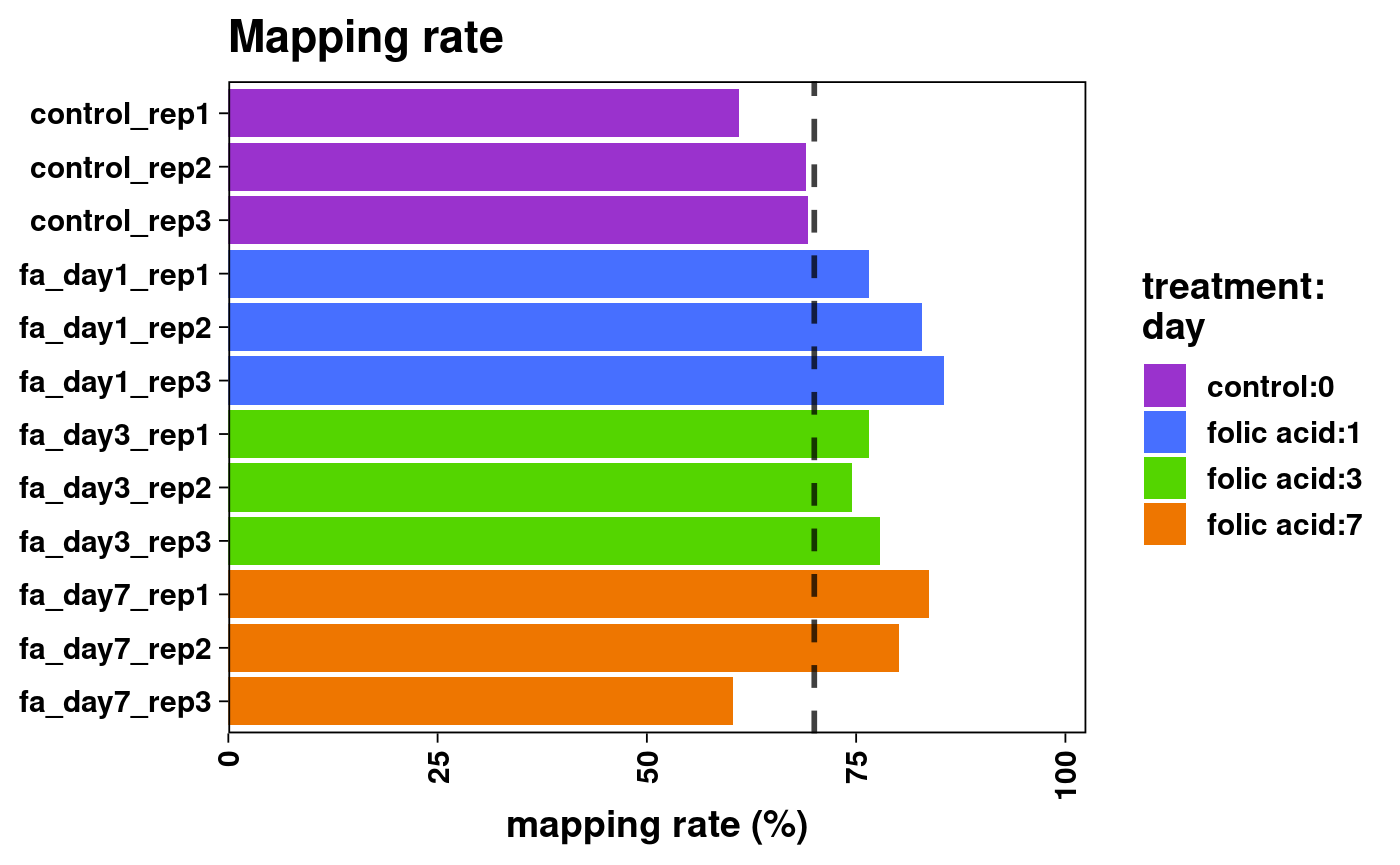 Mapping rate
control_rep1
control_rep2
control_rep3
fa_day1_rep1
fa_day1_rep2
fa_day1_rep3
fa_day3_rep1
fa_day3_rep2
fa_day3_rep3
fa_day7_rep1
fa_day7_rep2
fa_day7_rep3
0
25
50
75
100
mapping rate (%)
treatment:
day
control:0
folic acid:1
folic acid:3
folic acid:7